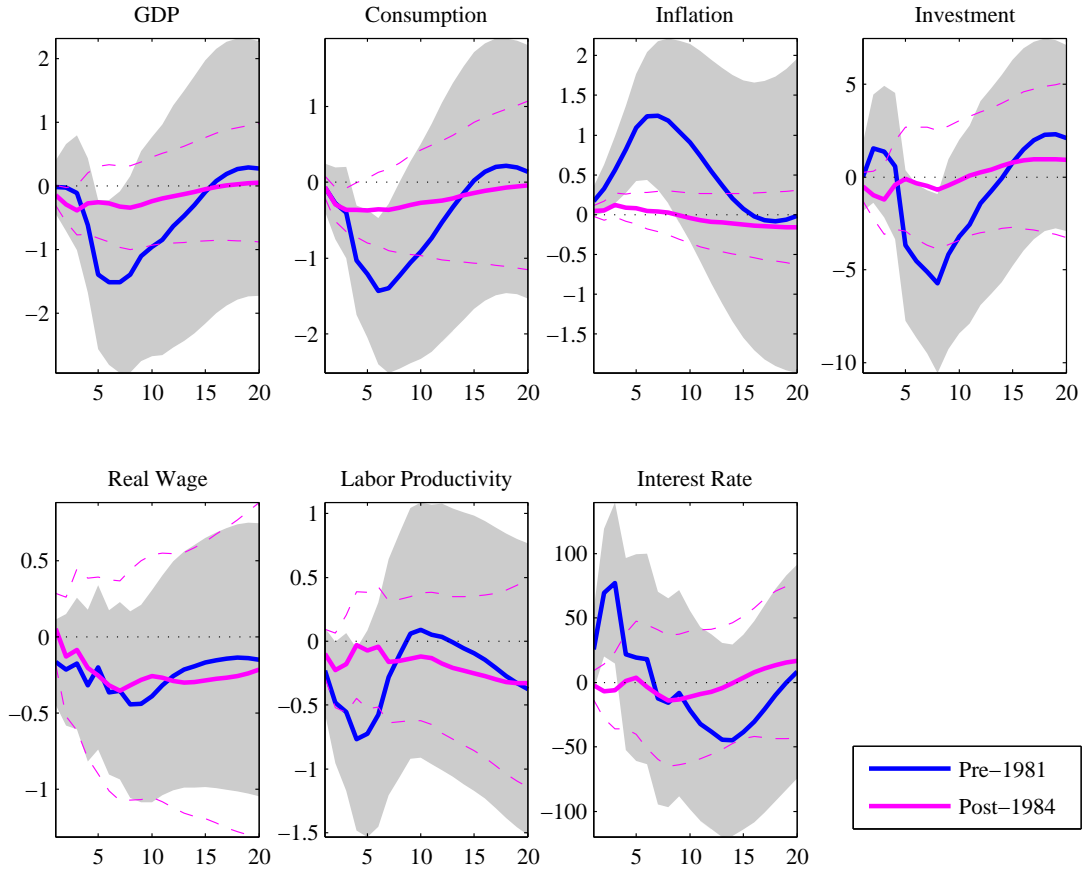 GDP
2
1
0
−1
−2
5 10 15 20
Consumption
1
0
−1
−2
5 10 15 20
Inflation
2
1.5
1
0.5
0
−0.5
−1
−1.5
5 10 15 20
Investment
5
0
−5
−10
5 10 15 20
Real Wage
0.5
0
−0.5
−1
5 10 15 20
Labor Productivity
1
0.5
0
−0.5
−1
−1.5
5 10 15 20
Interest Rate
100
50
0
−50
−100
5 10 15 20
Pre−1981
Post−1984